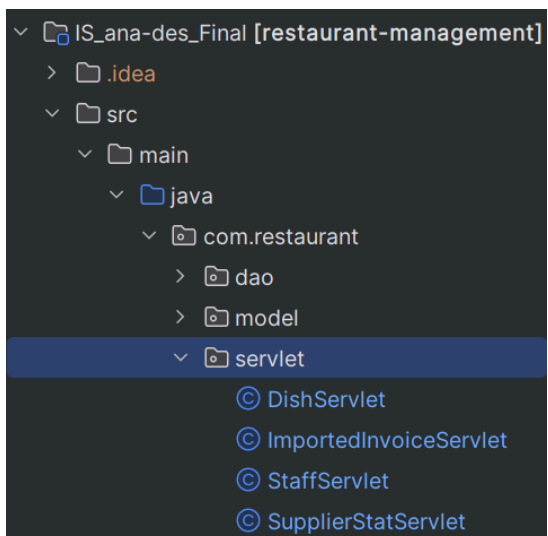 IS_ana-des_Final [restaurant-management]
.idea
src
main
java
com.restaurant
dao
model
servlet
DishServlet
ImportedInvoiceServlet
StaffServlet
SupplierStatServlet